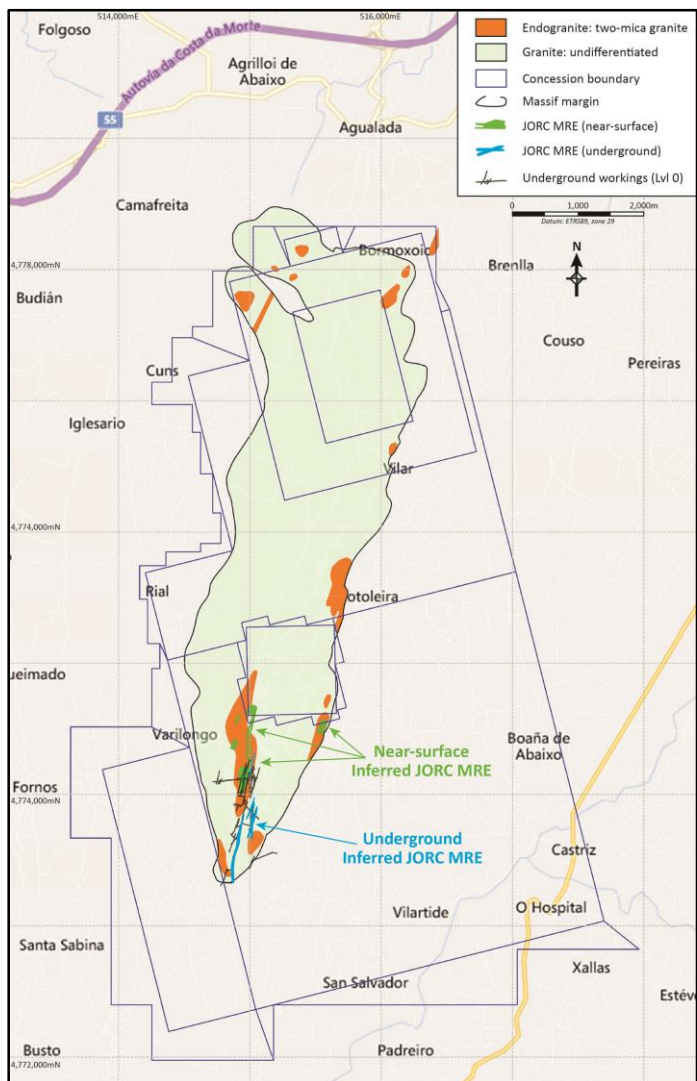 514,000mE
516,000mE
Folgoso
Autovía da Costa da Morte
Agrilloi de
Abaixo
55
Agualada
Camafreita
Endogranite: two-mica granite
Granite: undifferentiated
Concession boundary
Massif margin
JORC MRE (near-surface)
JORC MRE (underground)
Underground workings (Lvl 0)
0
1,000
2,000m
Datum: ETRS89, zone 29
N
4,778,000mN
Bormoxoic
Brenlla
Budián
Couso
Pereiras
Cuns
Iglesario
Vilar
4,774,000mN
Rial
otoleira
ueimado
Varilongo
Boaña de
Abaixo
Near-surface
Inferred JORC MRE
Fornos
4,774,000mN
Underground
Inferred JORC MRE
Castriz
Vilartide
O Hospital
Santa Sabina
San Salvador
Xallas
Estéve
4,772,000mN
Busto
Padreiro